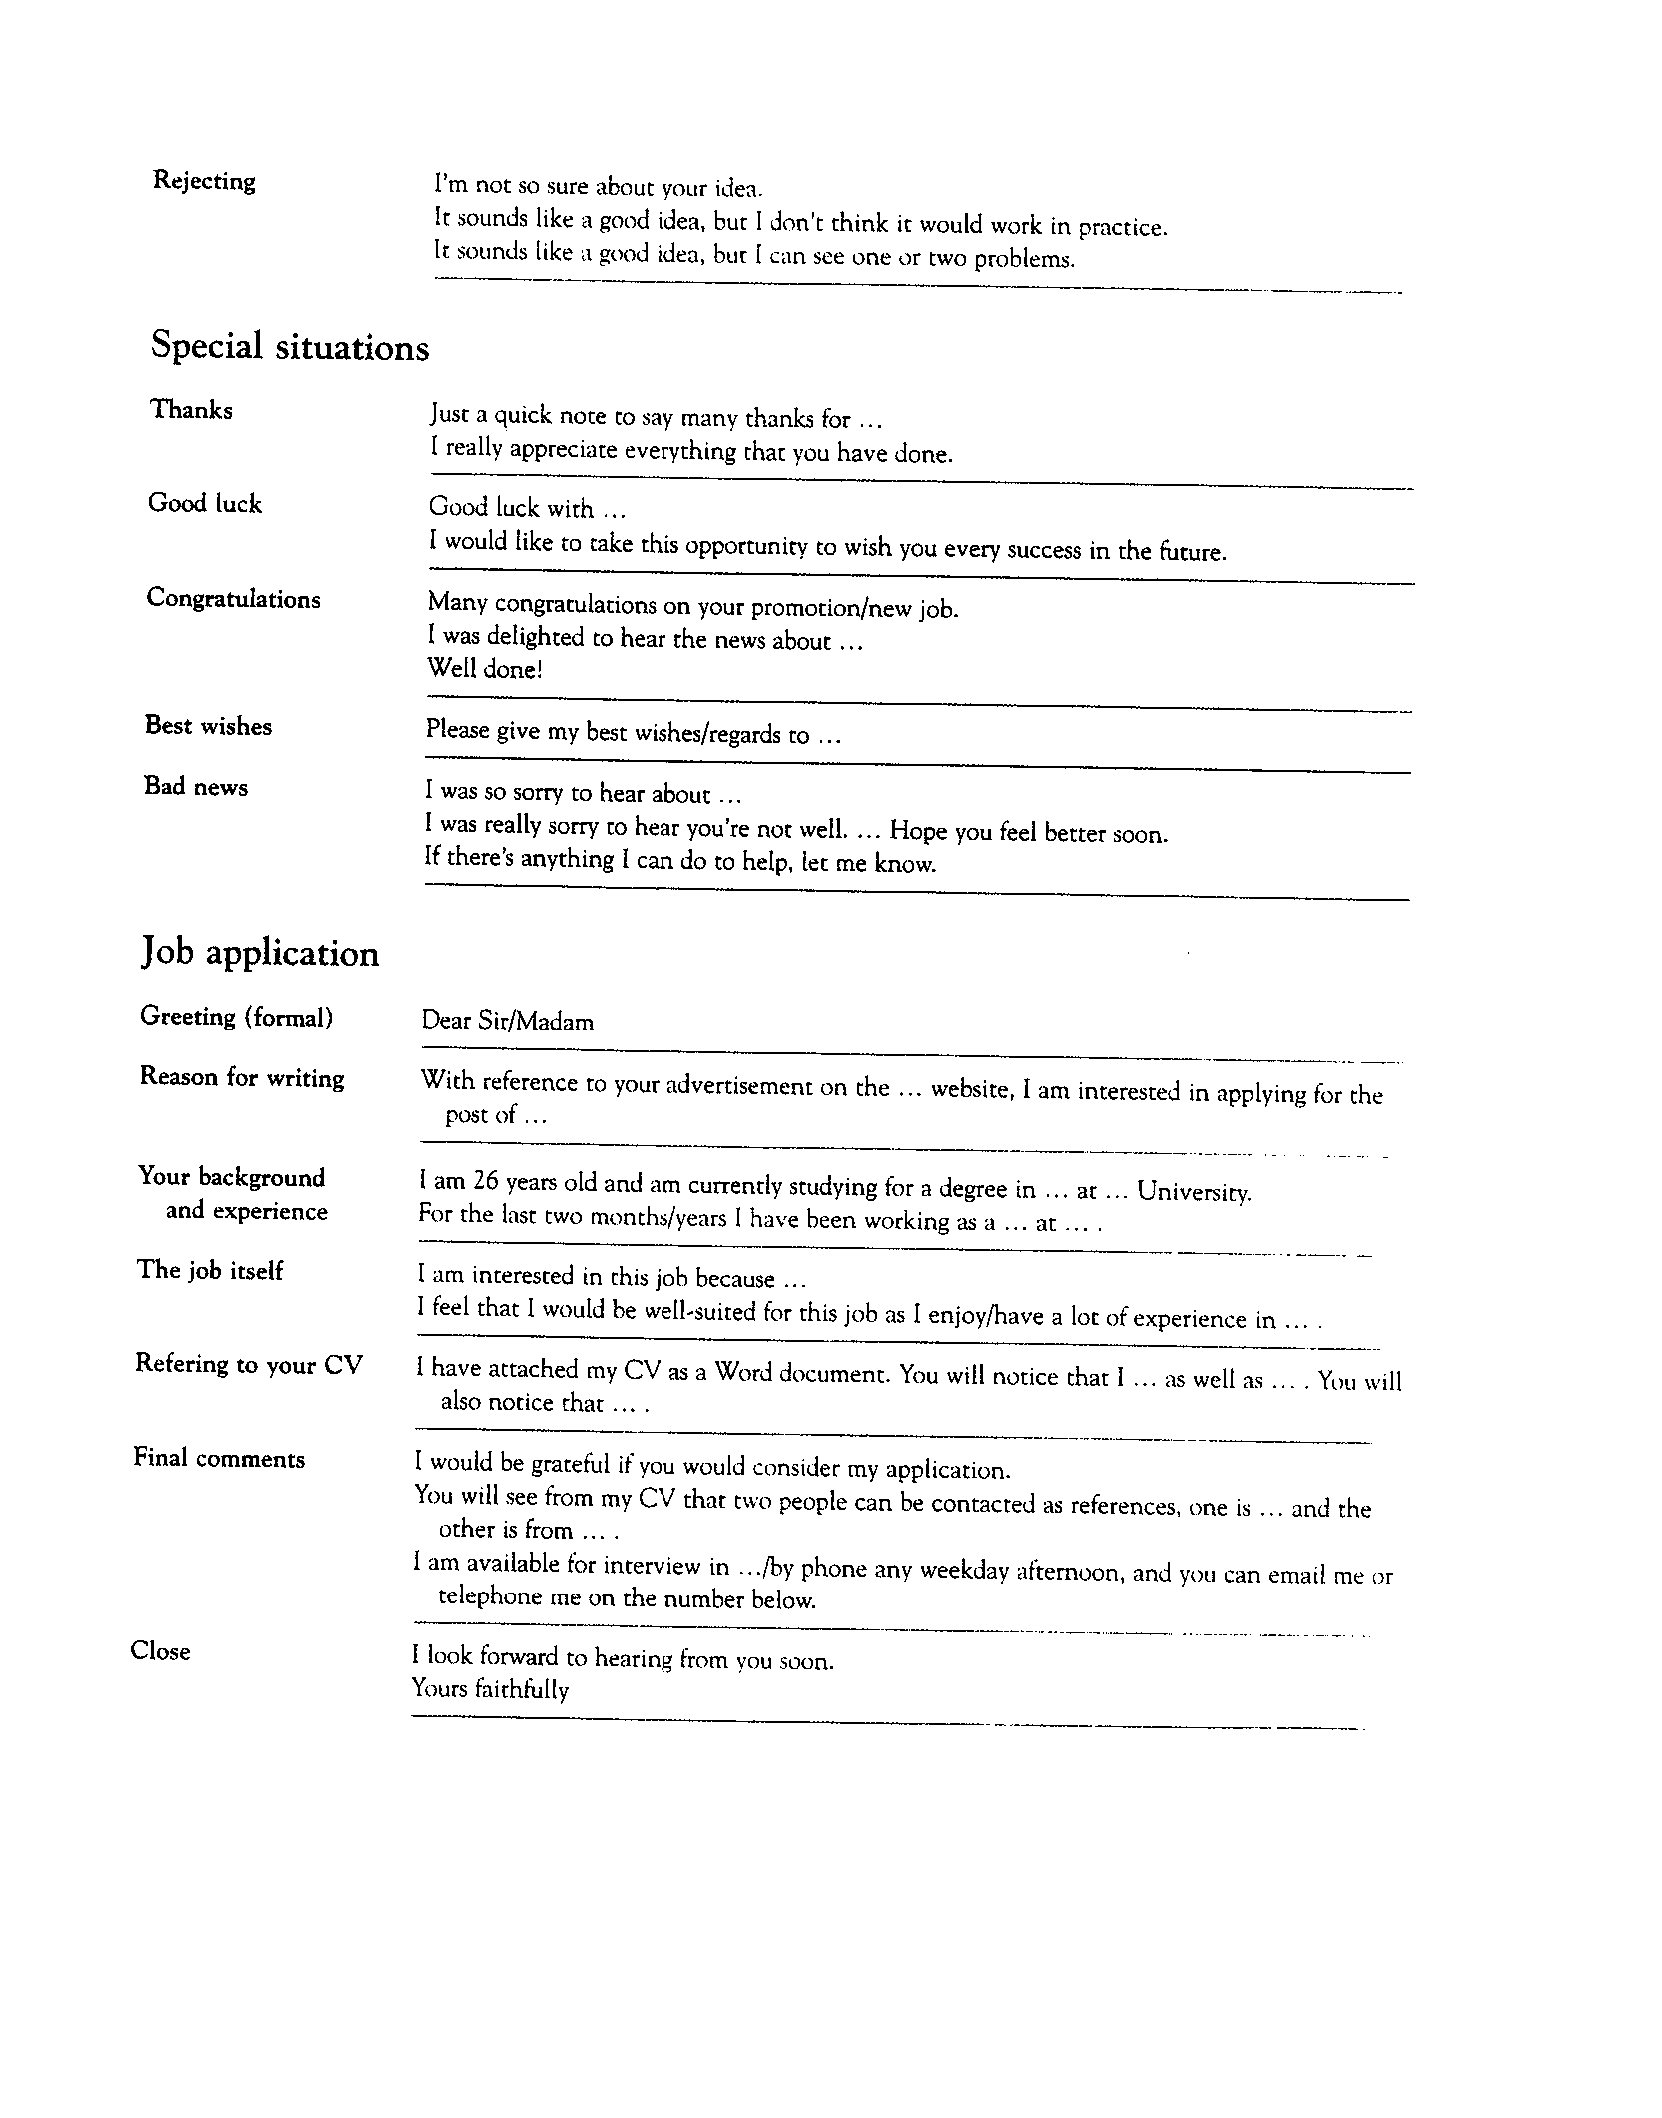 Rejecting
I'm not so sure about your idea.
It sounds like a good idea, but I don't think it would work in practice.
It sounds like a good idea, but I can see one or two problems.
Special situations
Thanks
Just a quick note to say many thanks for ...
I really appreciate everything that you have done.
Good luck
Good luck with ...
I would like to take this opportunity to wish you every success in the future.
Congratulations
Many congratulations on your promotion/new job.
I was delighted to hear the news about ...
Well done!
Best wishes
Please give my best wishes/regards to ...
Bad news
I was so sorry to hear about ...
I was really sorry to hear you're not well. ... Hope you feel better soon.
If there's anything I can do to help, let me know.
Job application
Greeting (formal)
Dear Sir/Madam
Reason for writing
With reference to your advertisement on the ... website, I am interested in applying for the
post of ...
Your background
and experience
I am 26 years old and am currently studying for a degree in ... at ... University.
For the last two months/years I have been working as a ... at ... .
The job itself
I am interested in this job because ...
I feel that I would be well-suited for this job as I enjoy/have a lot of experience in ... .
Refering to your CV
I have attached my CV as a Word document. You will notice that I ... as well as ... . You will
also notice that ... .
Final comments
I would be grateful if you would consider my application.
You will see from my CV that two people can be contacted as references, one is ... and the
other is from ... .
I am available for interview in .../by phone any weekday afternoon, and you can email me or
telephone me on the number below.
Close
I look forward to hearing from you soon.
Yours faithfully